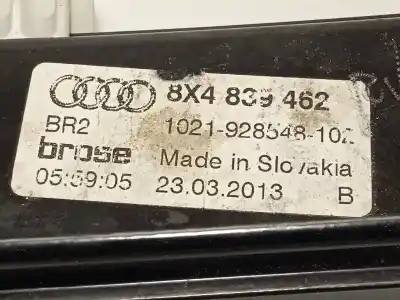 8X4 839 462
BR2 1021-928548-102
brose Made in Slovakia
05:59:05 23.03.2013 B